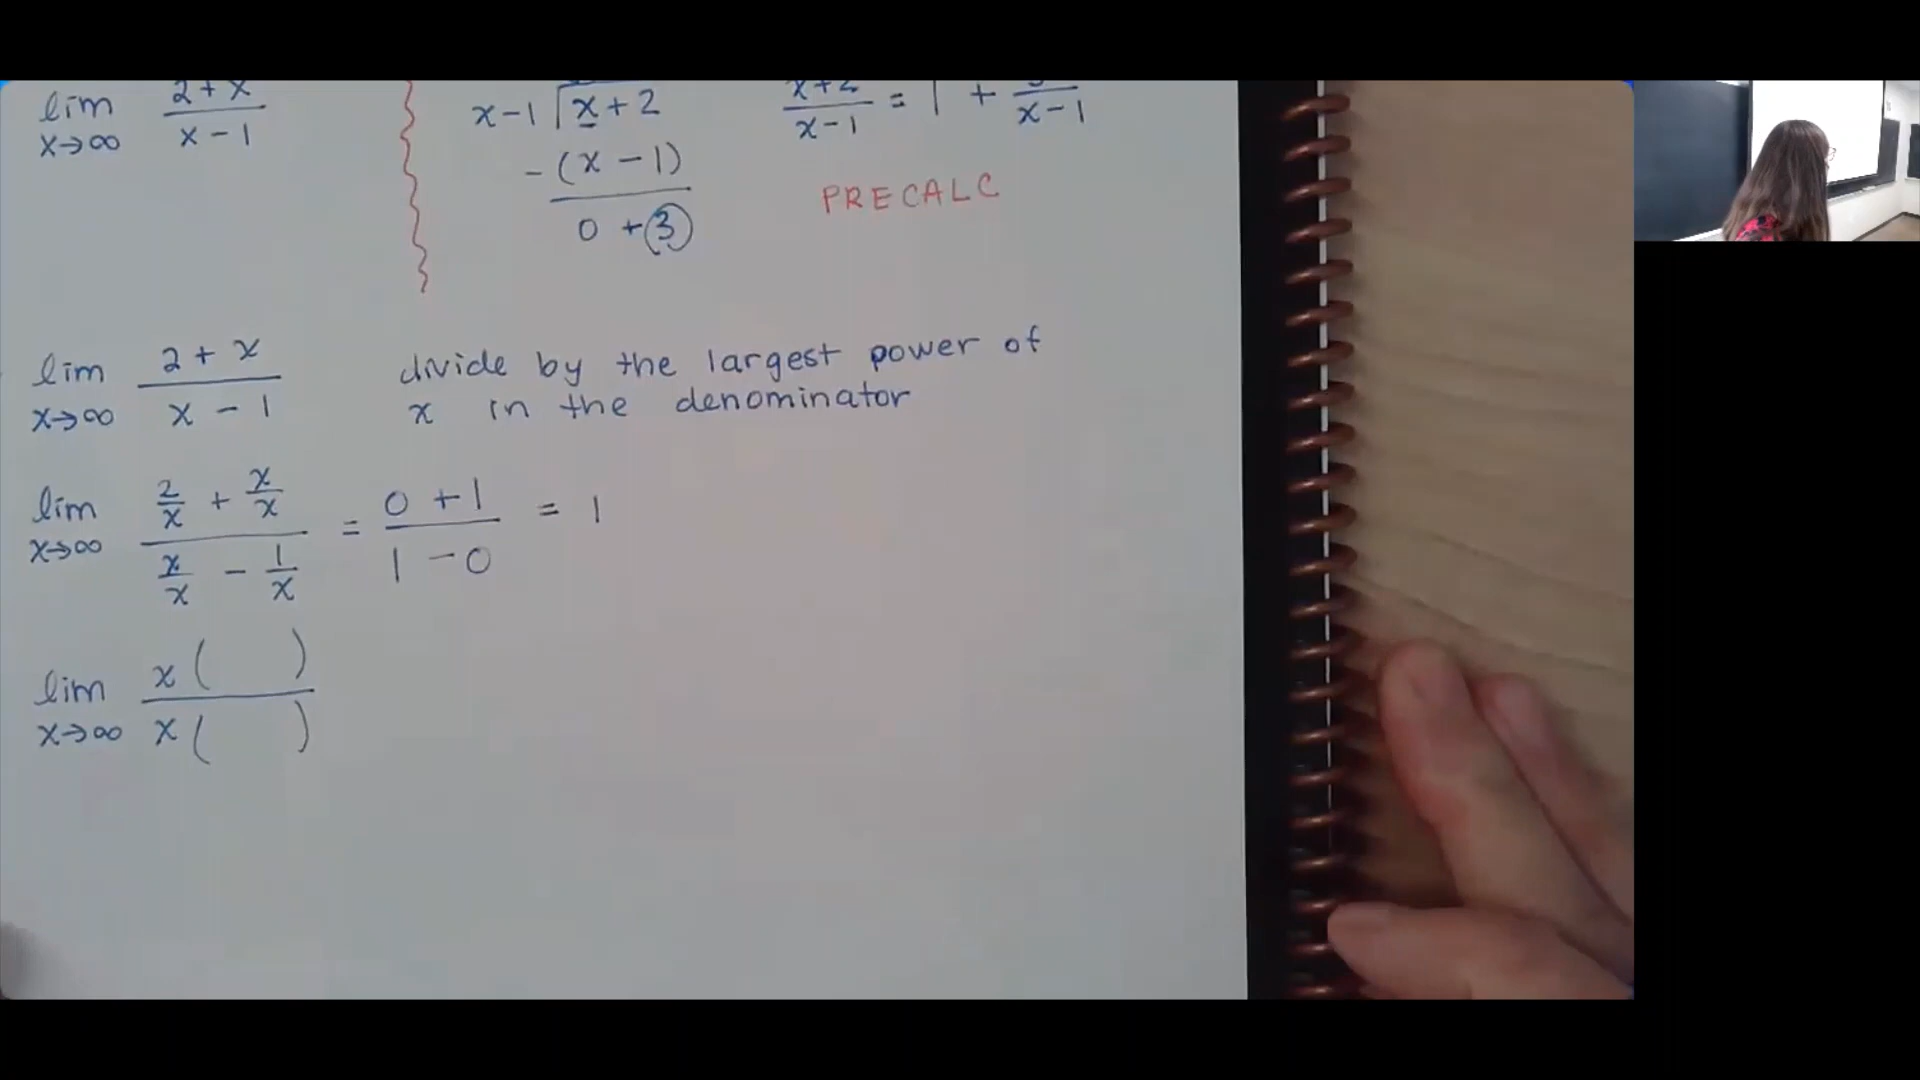 lim x→∞ (2 + x)/(x - 1)
x-1 ⟌ x + 2
-(x - 1)
0 + 3
(x+2)/(x-1) = 1 + /(x-1)
PRECALC
lim x→∞ (2 + x)/(x - 1)
divide by the largest power of
x in the denominator
lim x→∞ (2/x + x/x)/(x/x - 1/x) = (0 + 1)/(1 - 0) = 1
lim x→∞ x( )/x( )